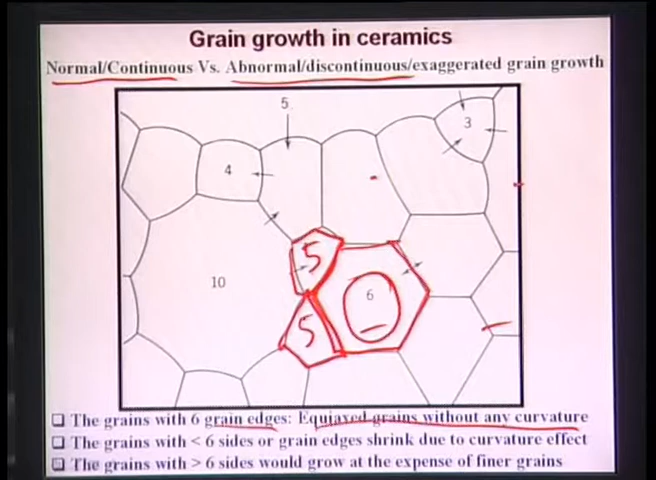 Grain growth in ceramics
Normal/Continuous Vs. Abnormal/discontinuous/exaggerated grain growth
5
3
4
5
10
6
5
The grains with 6 grain edges: Equiaxed grains without any curvature
The grains with < 6 sides or grain edges shrink due to curvature effect
The grains with > 6 sides would grow at the expense of finer grains